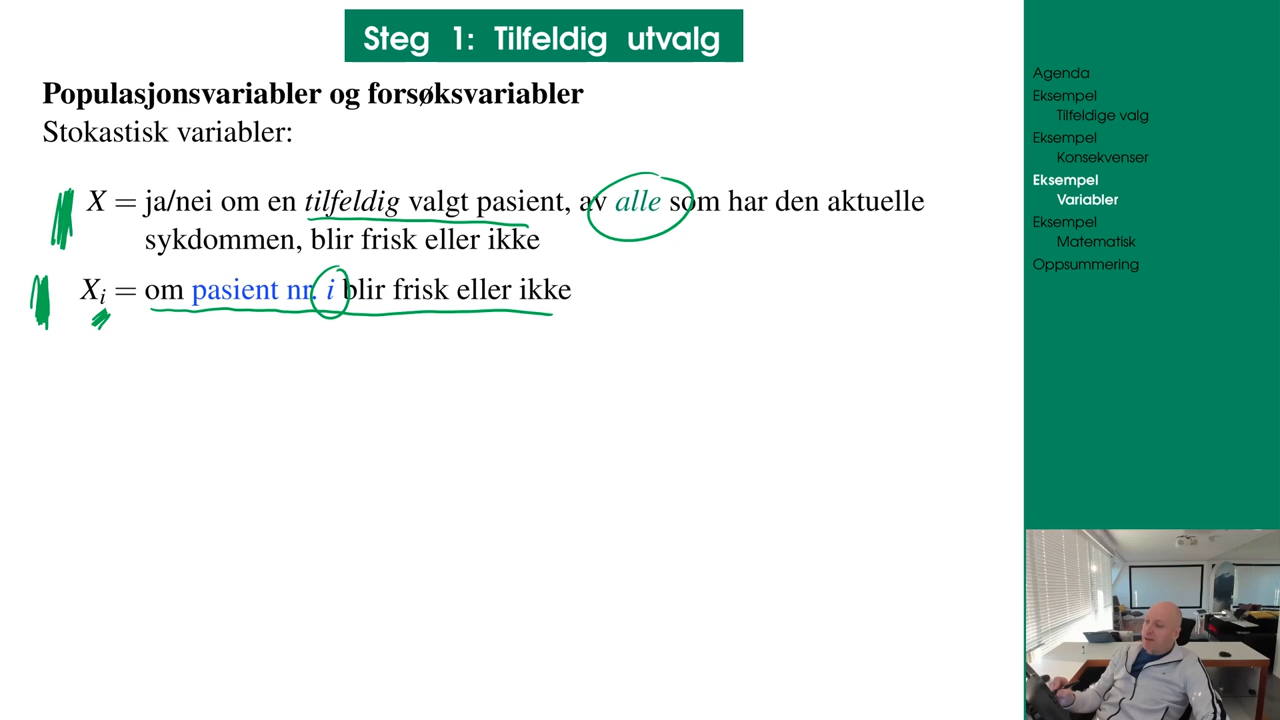 Steg 1: Tilfeldig utvalg
Populasjonsvariabler og forsøksvariabler
Stokastisk variabler:
X = ja/nei om en tilfeldig valgt pasient, av alle som har den aktuelle
sykdommen, blir frisk eller ikke
Xᵢ = om pasient nr. i blir frisk eller ikke
Agenda
Eksempel
Tilfeldige valg
Eksempel
Konsekvenser
Eksempel
Variabler
Eksempel
Matematisk
Oppsummering